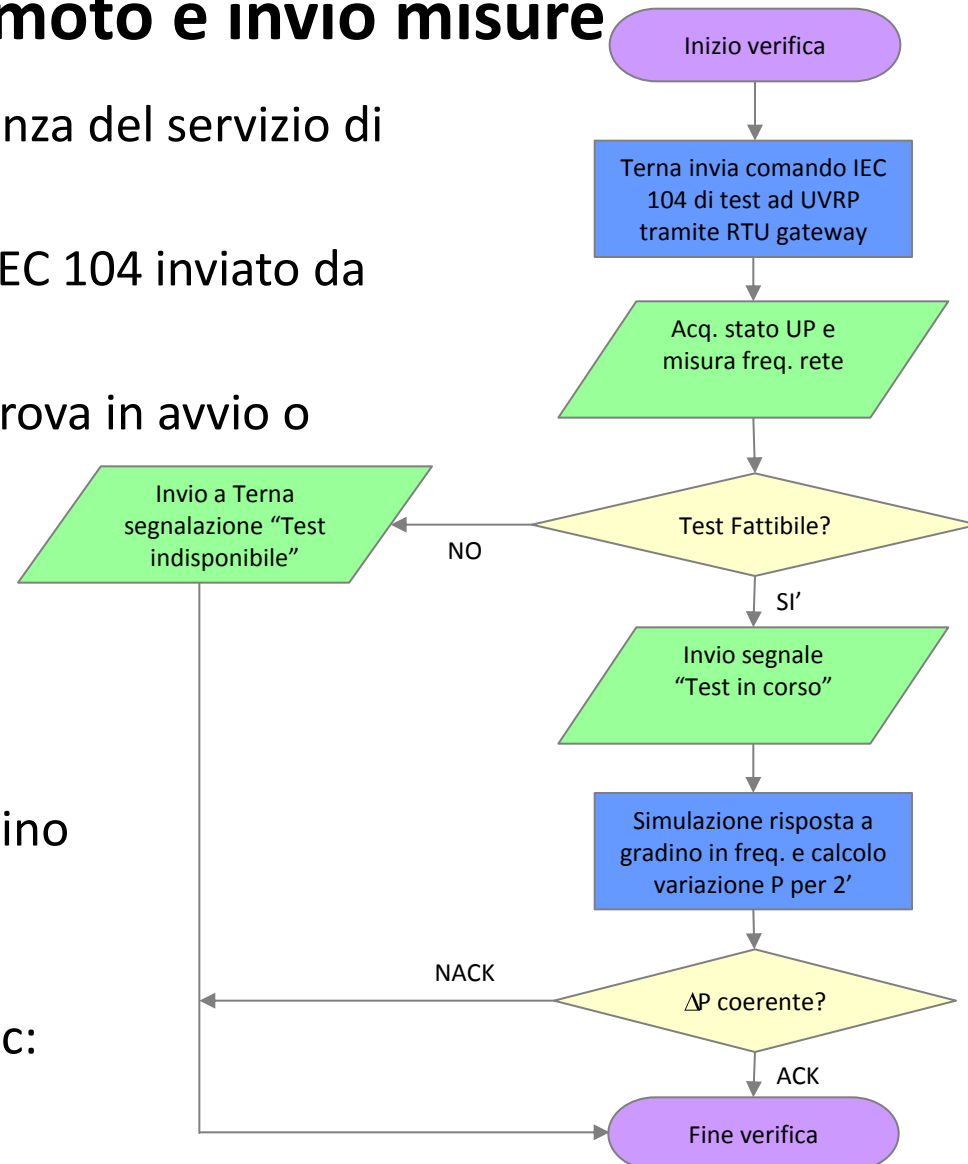 moto e invio misure
nza del servizio di
EC 104 inviato da
rova in avvio o
ino
c:
Inizio verifica
Terna invia comando IEC
104 di test ad UVRP
tramite RTU gateway
Acq. stato UP e
misura freq. rete
Test Fattibile?
NO
Invio a Terna
segnalazione “Test
indisponibile”
SI’
Invio segnale
“Test in corso”
Simulazione risposta a
gradino in freq. e calcolo
variazione P per 2’
ΔP coerente?
NACK
ACK
Fine verifica